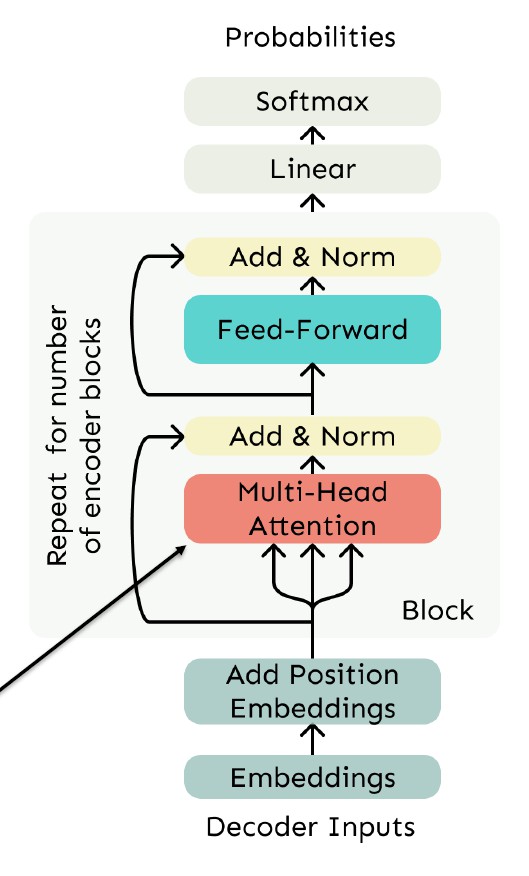 Probabilities
Softmax
Linear
Add & Norm
Feed-Forward
Repeat for number
of encoder blocks
Add & Norm
Multi-Head
Attention
Block
Add Position
Embeddings
Embeddings
Decoder Inputs